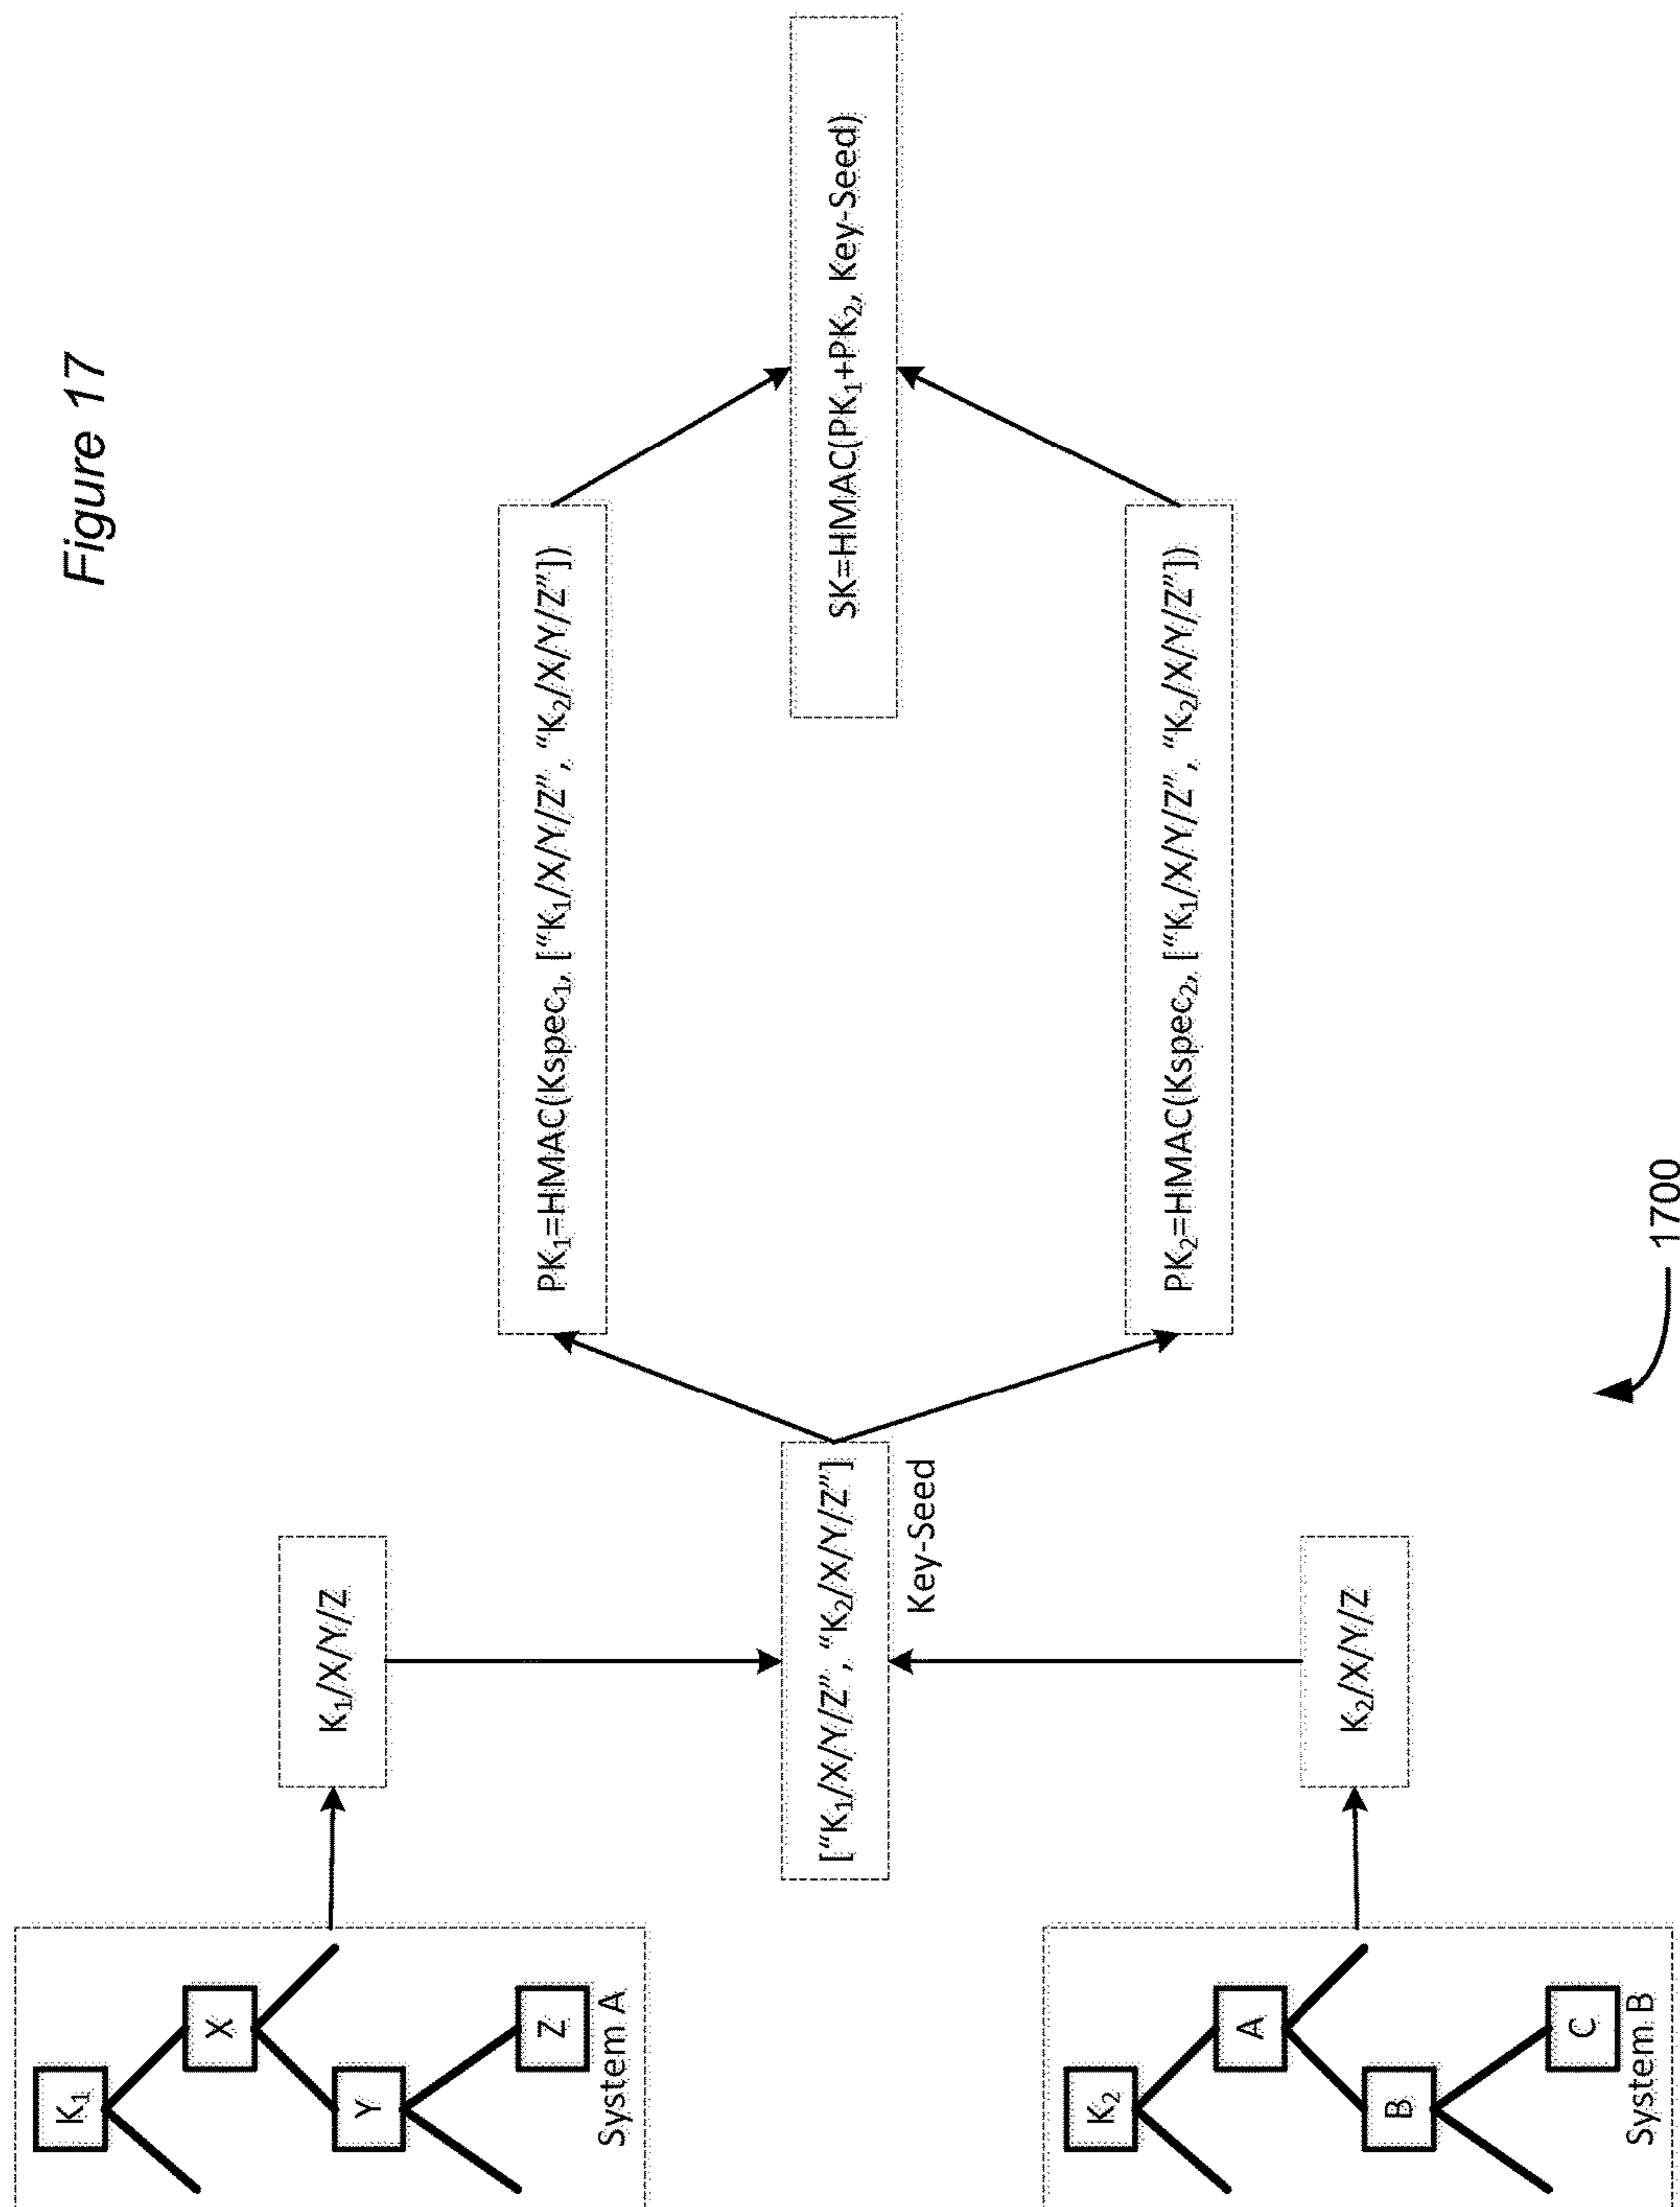 Figure 17
K₁
X
Y
Z
System A
K₁/X/Y/Z
["K₁/X/Y/Z", "K₂/X/Y/Z"]
Key-Seed
K₂
A
B
C
System B
K₂/X/Y/Z
PK₁=HMAC(Kspec₁, ["K₁/X/Y/Z", "K₂/X/Y/Z"])
PK₂=HMAC(Kspec₂, ["K₁/X/Y/Z", "K₂/X/Y/Z"])
SK=HMAC(PK₁+PK₂, Key-Seed)
1700